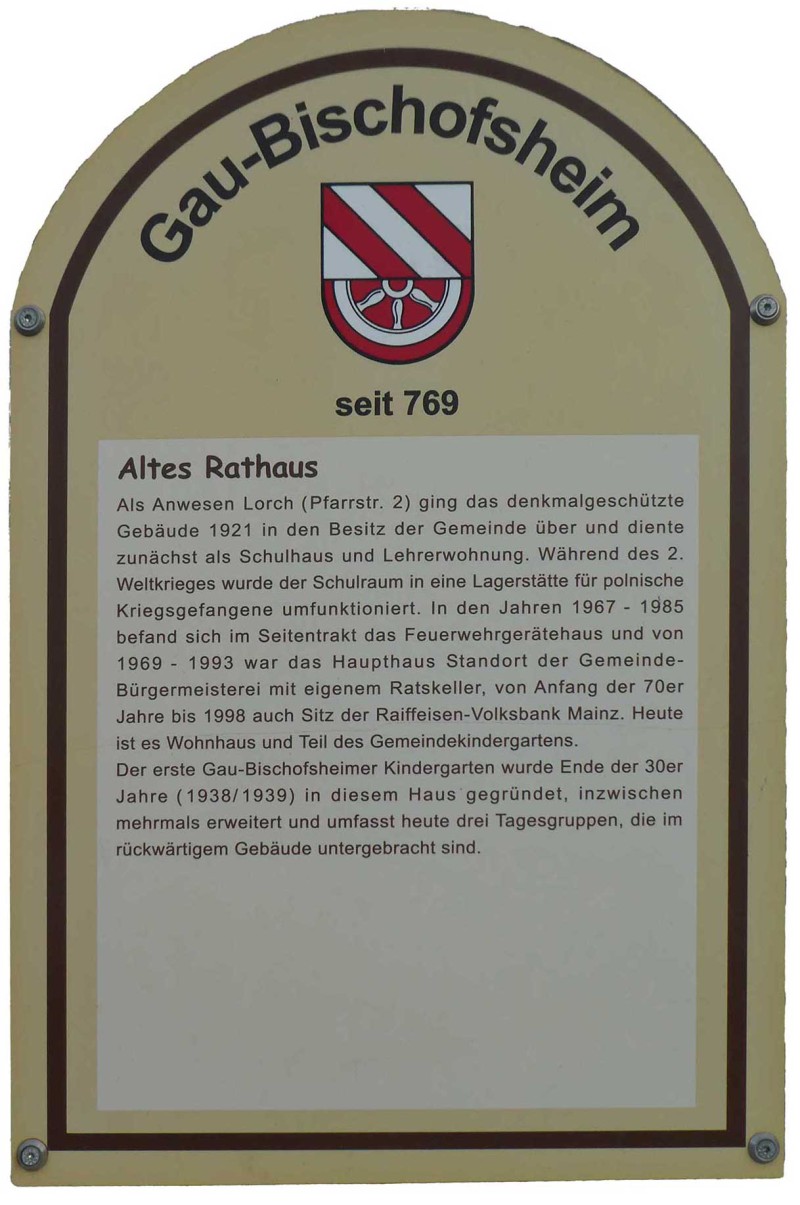 Gau-Bischofsheim
seit 769
Altes Rathaus
Als Anwesen Lorch (Pfarrstr. 2) ging das denkmalgeschützte
Gebäude 1921 in den Besitz der Gemeinde über und diente
zunächst als Schulhaus und Lehrerwohnung. Während des 2.
Weltkrieges wurde der Schulraum in eine Lagerstätte für polnische
Kriegsgefangene umfunktioniert. In den Jahren 1967 - 1985
befand sich im Seitentrakt das Feuerwehrgerätehaus und von
1969 - 1993 war das Haupthaus Standort der Gemeinde-
Bürgermeisterei mit eigenem Ratskeller, von Anfang der 70er
Jahre bis 1998 auch Sitz der Raiffeisen-Volksbank Mainz. Heute
ist es Wohnhaus und Teil des Gemeindekindergartens.
Der erste Gau-Bischofsheimer Kindergarten wurde Ende der 30er
Jahre (1938/1939) in diesem Haus gegründet, inzwischen
mehrmals erweitert und umfasst heute drei Tagesgruppen, die im
rückwärtigem Gebäude untergebracht sind.